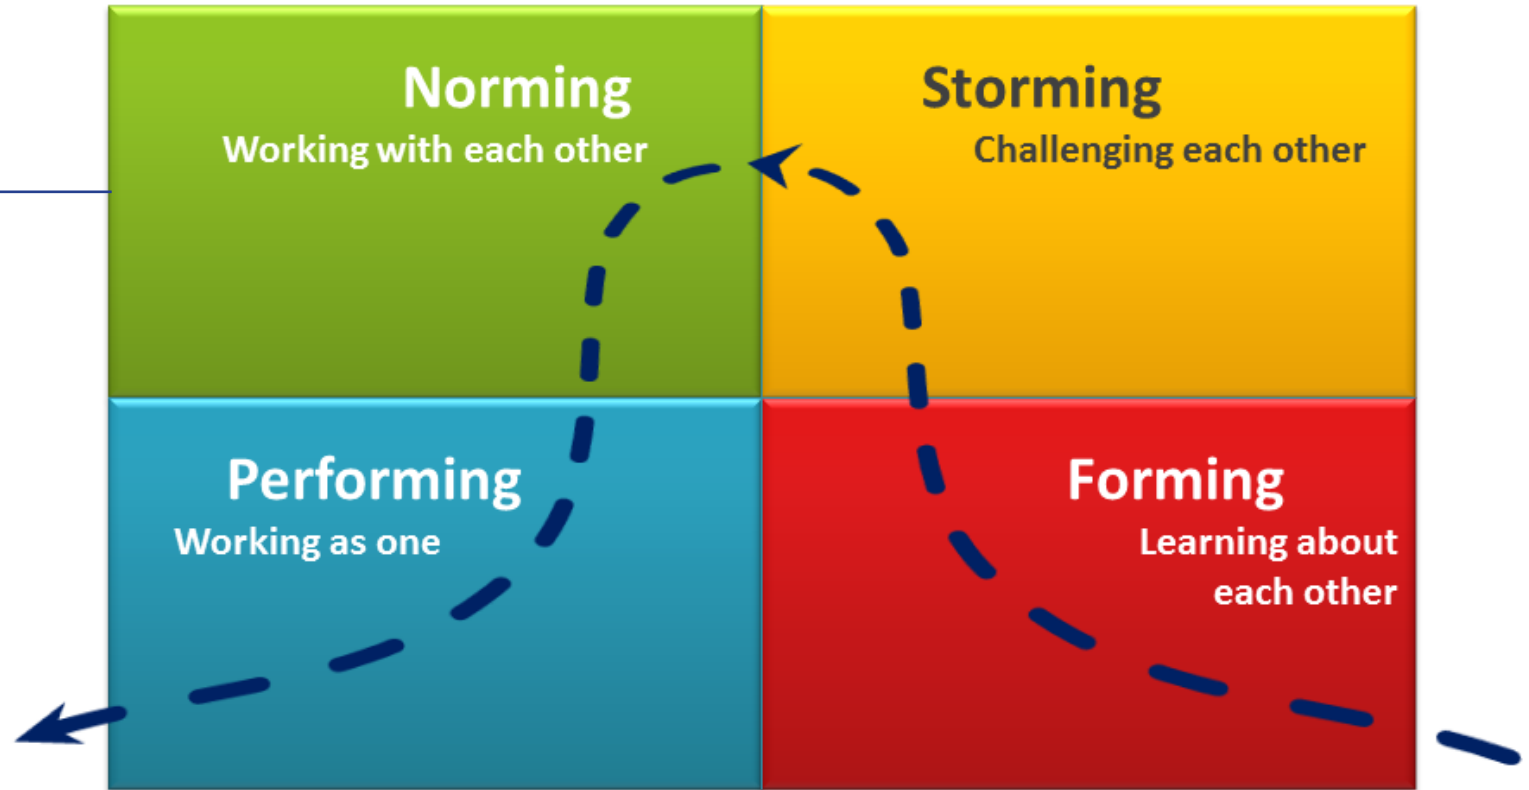 Norming
Working with each other
Storming
Challenging each other
Performing
Working as one
Forming
Learning about
each other